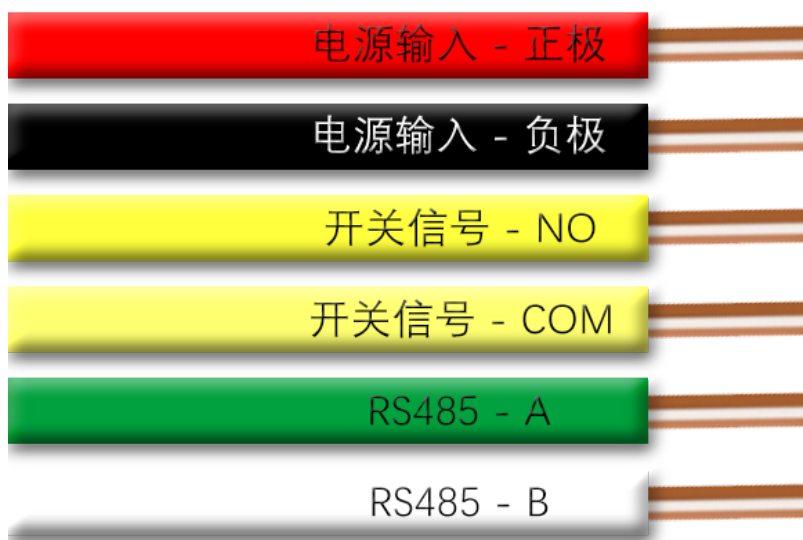 电源输入 - 正极
电源输入 - 负极
开关信号 - NO
开关信号 - COM
RS485 - A
RS485 - B